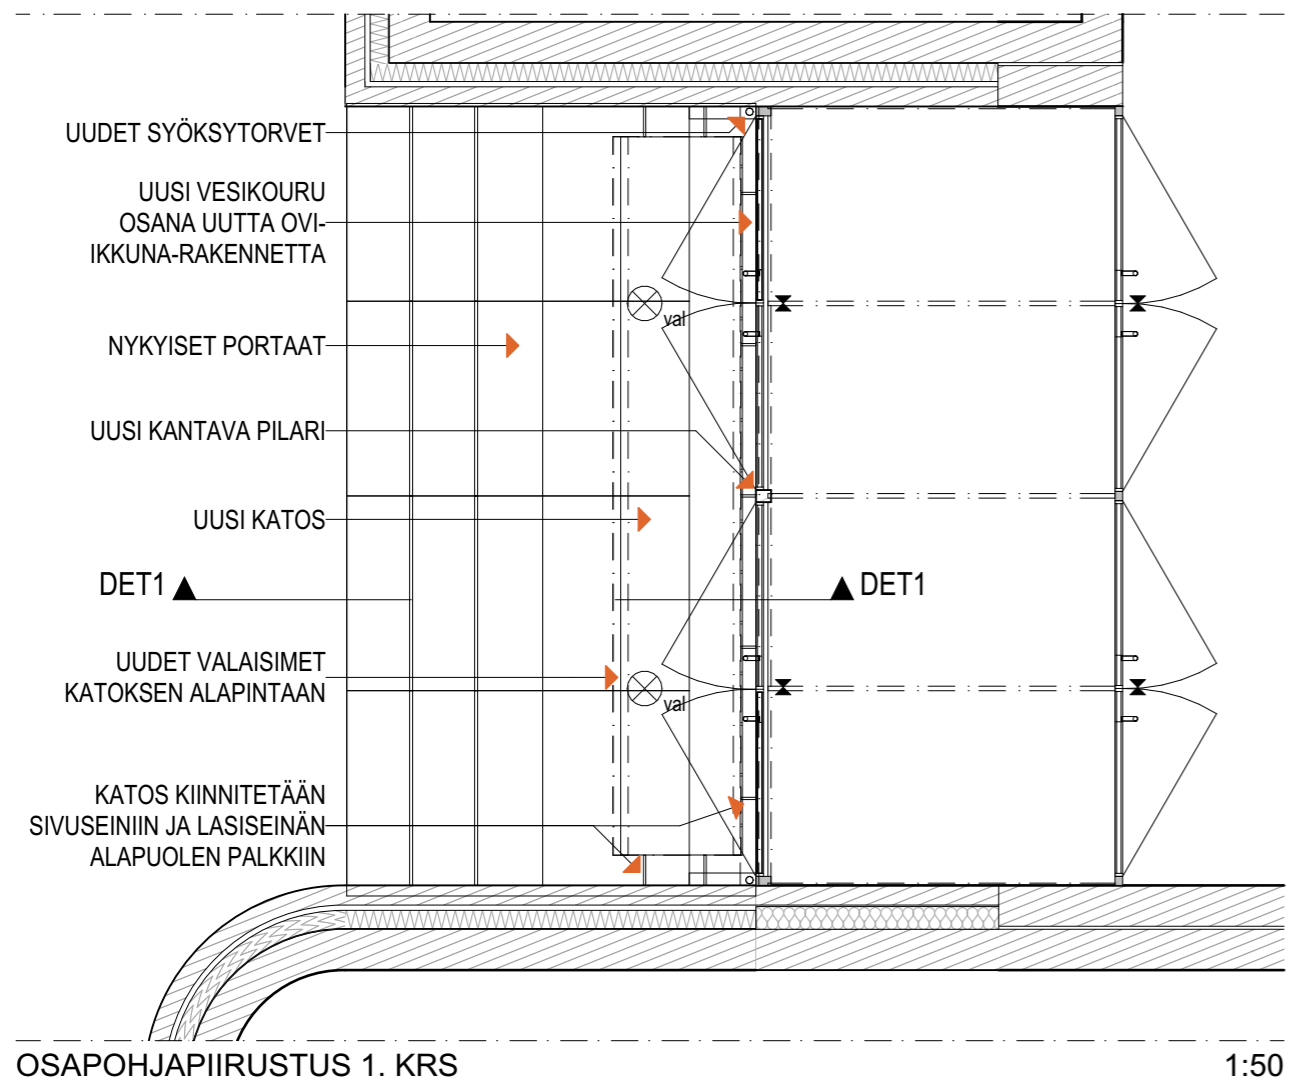 UUDET SYÖKSYTORVET
UUSI VESIKOURU
OSANA UUTTA OVI-
IKKUNA-RAKENNETTA
val
NYKYISET PORTAAT
UUSI KANTAVA PILARI
UUSI KATOS
DET1
DET1
UUDET VALAISIMET
KATOKSEN ALAPINTAAN
val
KATOS KIINNITETÄÄN
SIVUSEINIIN JA LASISEINÄN
ALAPUOLEN PALKKIIN
OSAPOHJAPIIRUSTUS 1. KRS
1:50